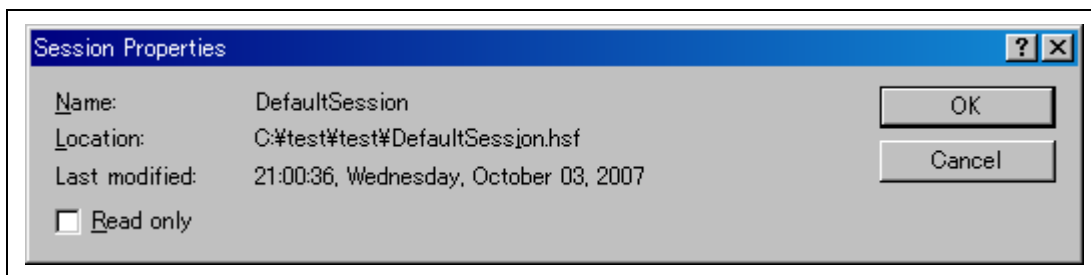 Session Properties
Name: DefaultSession
Location: C:¥test¥test¥DefaultSession.hsf
Last modified: 21:00:36, Wednesday, October 03, 2007
Read only
OK
Cancel